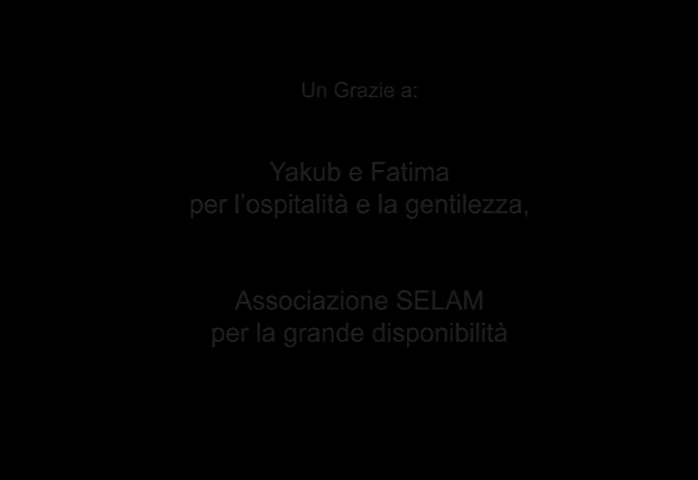 Un Grazie a:
Yakub e Fatima
per l’ospitalità e la gentilezza,
Associazione SELAM
per la grande disponibilità